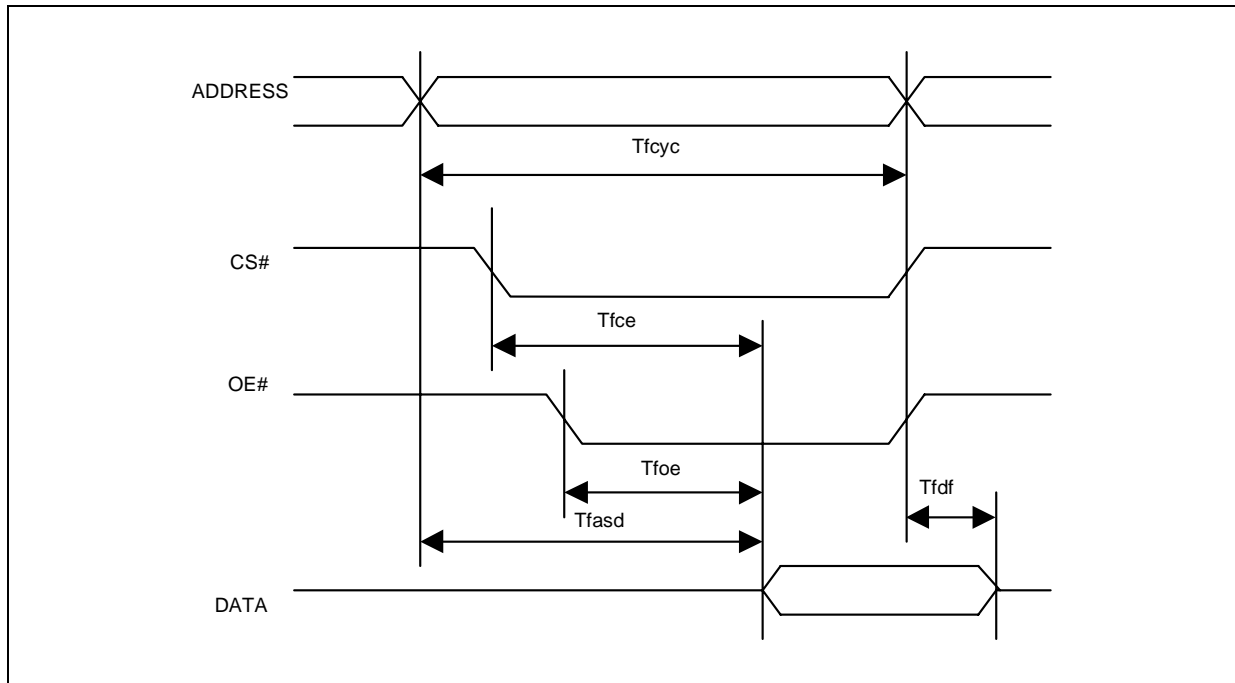 ADDRESS
Tfcyc
CS#
Tfce
OE#
Tfoe
Tfdf
Tfasd
DATA